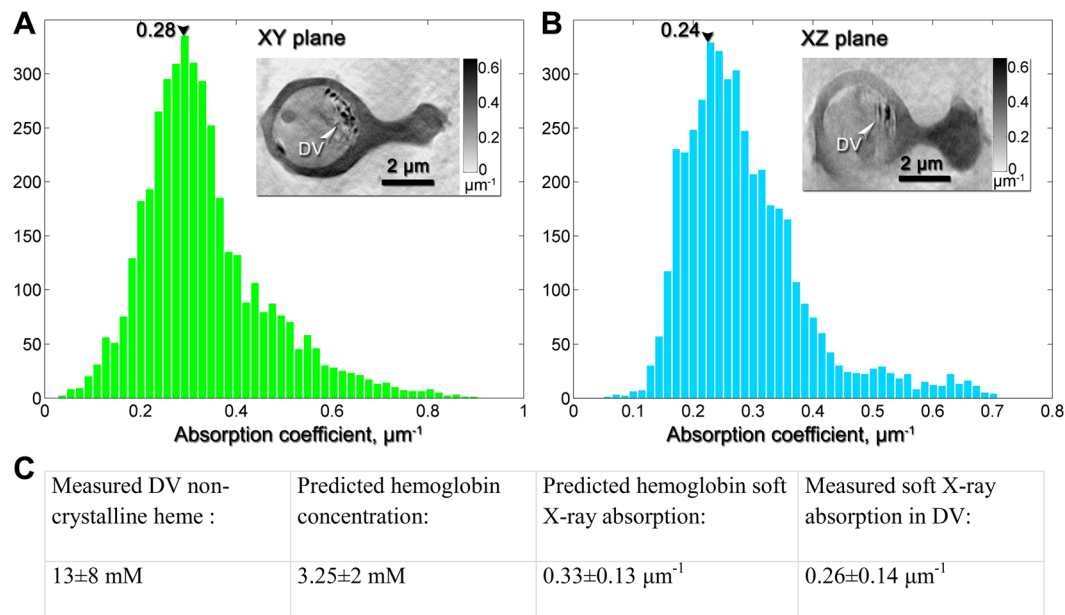 A
0.28
XY plane
0.6
0.4
0.2
0
µm-1
DV
2 µm
300
250
200
150
100
50
0
0 0.2 0.4 0.6 0.8 1
Absorption coefficient, µm-1
B
0.24
XZ plane
0.6
0.4
0.2
0
µm-1
DV
2 µm
300
250
200
150
100
50
0
0 0.1 0.2 0.3 0.4 0.5 0.6 0.7 0.8
Absorption coefficient, µm-1
C
Measured DV non-
crystalline heme :
Predicted hemoglobin
concentration:
Predicted hemoglobin soft
X-ray absorption:
Measured soft X-ray
absorption in DV:
13±8 mM
3.25±2 mM
0.33±0.13 µm-1
0.26±0.14 µm-1